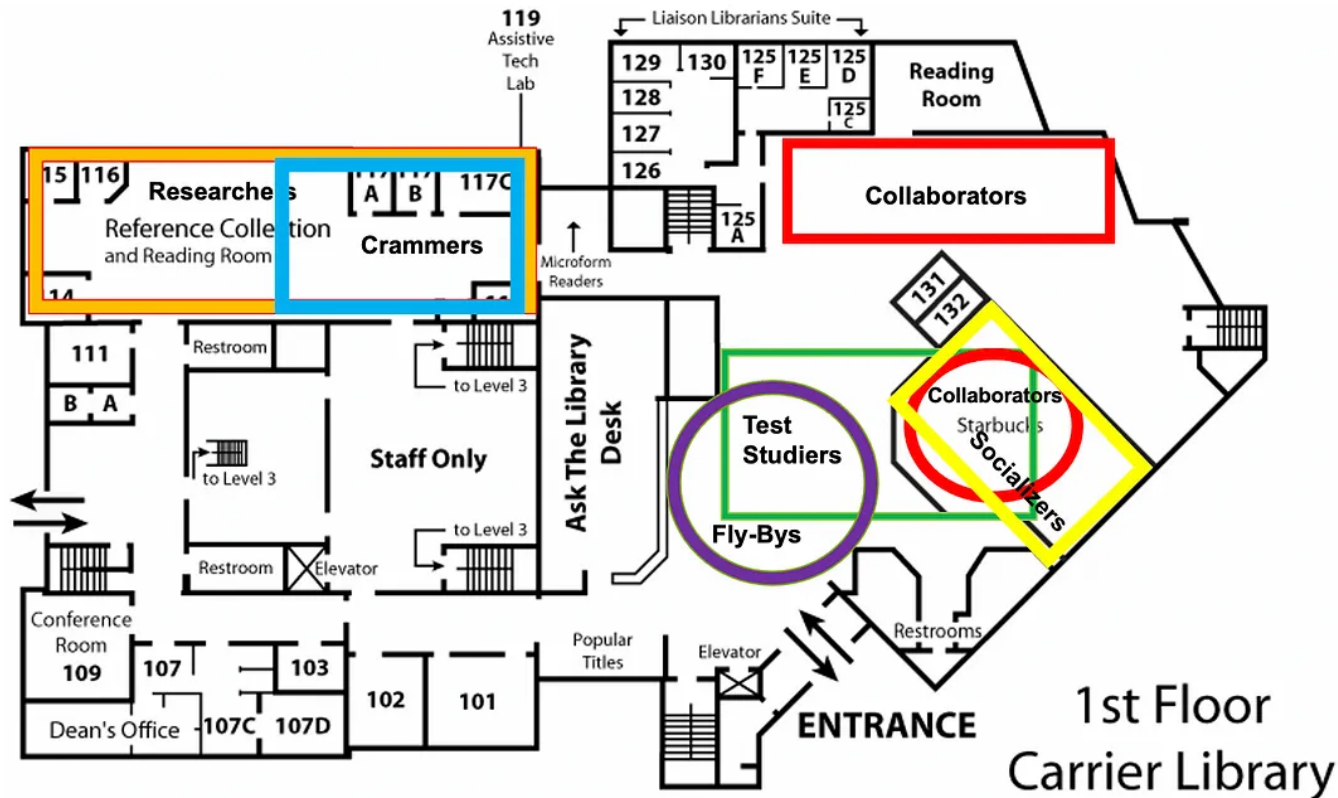 119
Assistive
Tech
Lab
Liaison Librarians Suite
129
130
125
F
125
E
125
D
125
C
128
127
126
125
A
Reading
Room
15
116
Researchers
Reference Collection
and Reading Room
A
B
117C
Crammers
14
Microform
Readers
Collaborators
131
132
111
B
A
Restroom
to Level 3
to Level 3
Staff Only
Ask The Library
Desk
to Level 3
Restroom
Elevator
Test
Studiers
Fly-Bys
Collaborators
Starbucks
Socializers
Conference
Room
109
107
103
107C
107D
Dean's Office
102
101
Popular
Titles
Elevator
Restrooms
ENTRANCE
1st Floor
Carrier Library